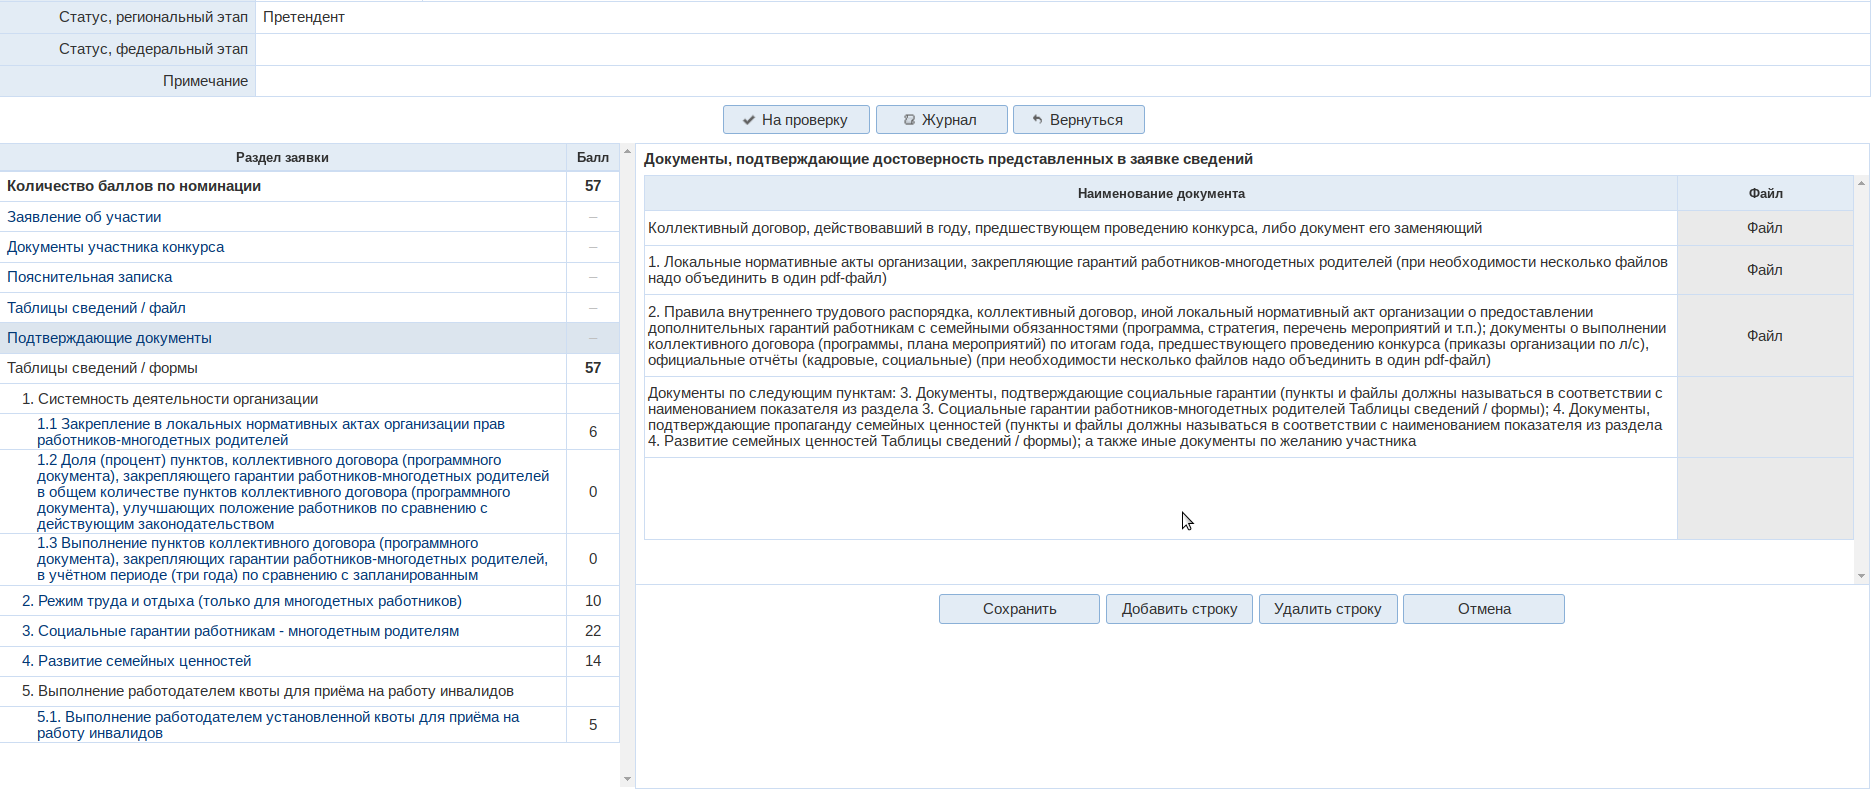 Статус, региональный этап Претендент
Статус, федеральный этап
Примечание
На проверку Журнал Вернуться
Раздел заявки Балл
Количество баллов по номинации 57
Заявление об участии –
Документы участника конкурса –
Пояснительная записка –
Таблицы сведений / файл –
Подтверждающие документы –
Таблицы сведений / формы 57
1. Системность деятельности организации
1.1 Закрепление в локальных нормативных актах организации прав
работников-многодетных родителей 6
1.2 Доля (процент) пунктов, коллективного договора (программного
документа), закрепляющего гарантии работников-многодетных родителей
в общем количестве пунктов коллективного договора (программного
документа), улучшающих положение работников по сравнению с
действующим законодательством 0
1.3 Выполнение пунктов коллективного договора (программного
документа), закрепляющих гарантии работников-многодетных родителей,
в учётном периоде (три года) по сравнению с запланированным 0
2. Режим труда и отдыха (только для многодетных работников) 10
3. Социальные гарантии работникам - многодетным родителям 22
4. Развитие семейных ценностей 14
5. Выполнение работодателем квоты для приёма на работу инвалидов
5.1. Выполнение работодателем установленной квоты для приёма на
работу инвалидов 5
Документы, подтверждающие достоверность представленных в заявке сведений
Наименование документа Файл
Коллективный договор, действовавший в году, предшествующем проведению конкурса, либо документ его заменяющий Файл
1. Локальные нормативные акты организации, закрепляющие гарантий работников-многодетных родителей (при необходимости несколько файлов
надо объединить в один pdf-файл) Файл
2. Правила внутреннего трудового распорядка, коллективный договор, иной локальный нормативный акт организации о предоставлении
дополнительных гарантий работникам с семейными обязанностями (программа, стратегия, перечень мероприятий и т.п.); документы о выполнении
коллективного договора (программы, плана мероприятий) по итогам года, предшествующего проведению конкурса (приказы организации по л/с),
официальные отчёты (кадровые, социальные) (при необходимости несколько файлов надо объединить в один pdf-файл) Файл
Документы по следующим пунктам: 3. Документы, подтверждающие социальные гарантии (пункты и файлы должны называться в соответствии с
наименованием показателя из раздела 3. Социальные гарантии работников-многодетных родителей Таблицы сведений / формы); 4. Документы,
подтверждающие пропаганду семейных ценностей (пункты и файлы должны называться в соответствии с наименованием показателя из раздела
4. Развитие семейных ценностей Таблицы сведений / формы); а также иные документы по желанию участника
Сохранить Добавить строку Удалить строку Отмена